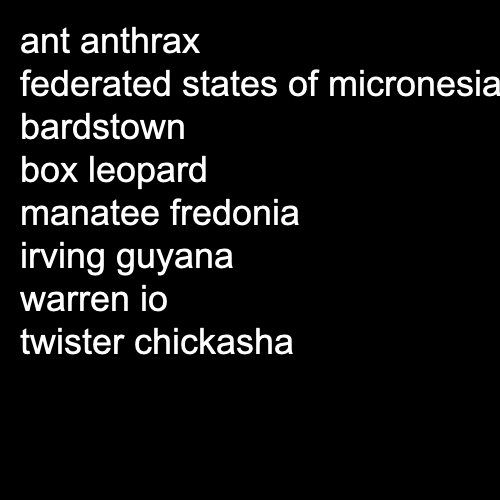 ant anthrax
federated states of micronesia
bardstown
box leopard
manatee fredonia
irving guyana
warren io
twister chickasha